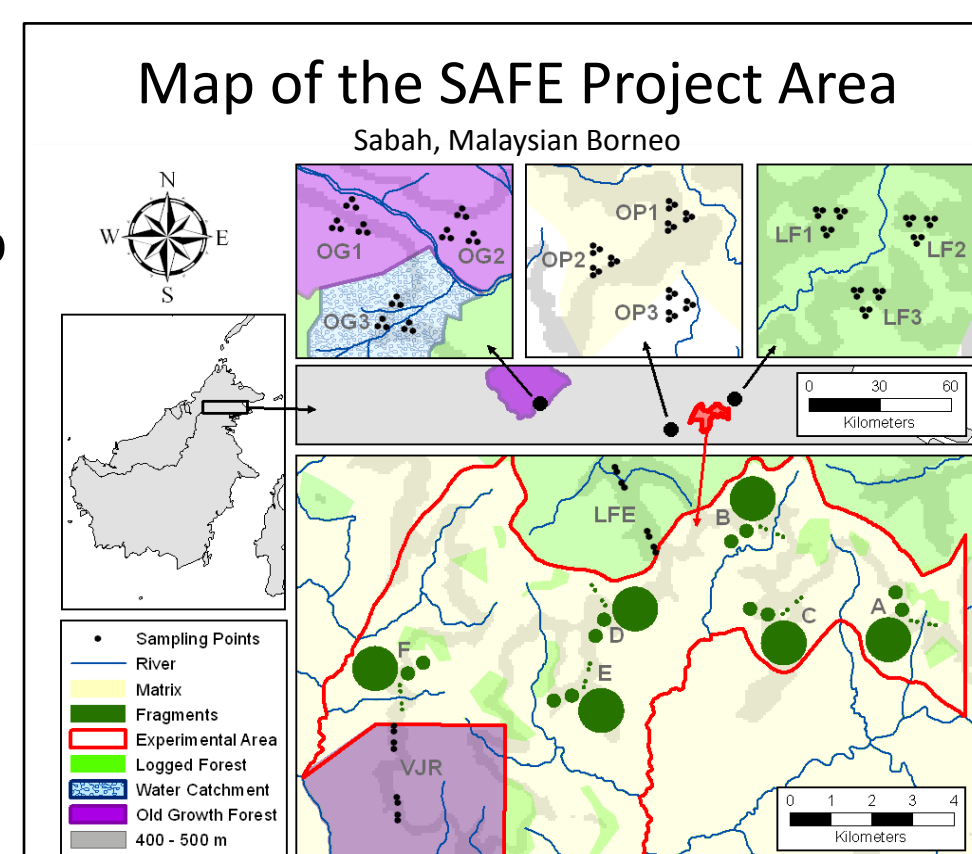 Map of the SAFE Project Area
Sabah, Malaysian Borneo
N
W E
S
OG1
OG2
OG3
OP1
OP2
OP3
LF1
LF2
LF3
0 30 60
Kilometers
LFE
B
D
C
A
F
E
VJR
Sampling Points
River
Matrix
Fragments
Experimental Area
Logged Forest
Water Catchment
Old Growth Forest
400 - 500 m
0 1 2 3 4
Kilometers